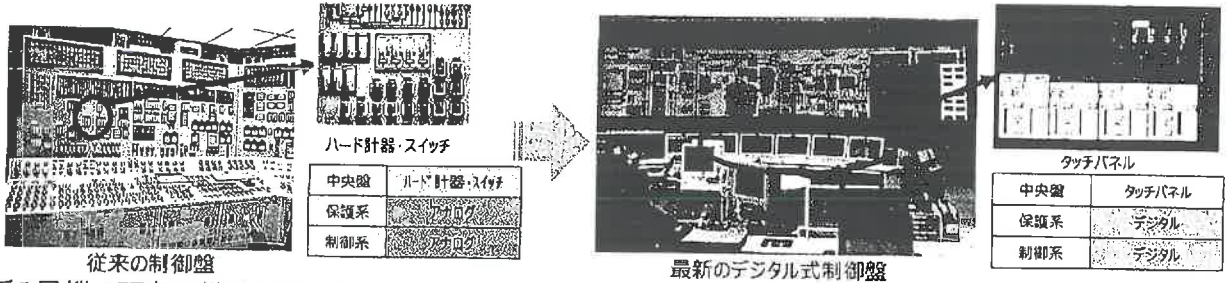 ハード計器・スイッチ
中央盤 ハード計器・スイッチ
保護系 アナログ
制御系 アナログ
従来の制御盤
タッチパネル
中央盤 タッチパネル
保護系 デジタル
制御系 デジタル
最新のデジタル式制御盤